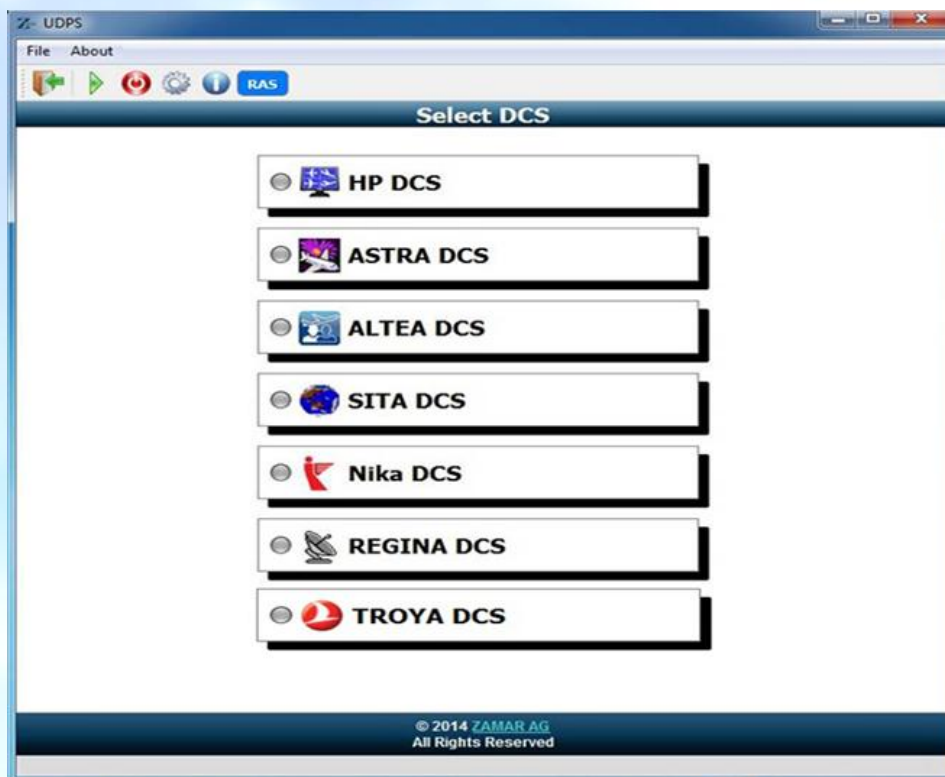 Z- UDPS
File About
RAS
Select DCS
HP DCS
ASTRA DCS
ALTEA DCS
SITA DCS
Nika DCS
REGINA DCS
TROYA DCS
© 2014 ZAMAR AG
All Rights Reserved